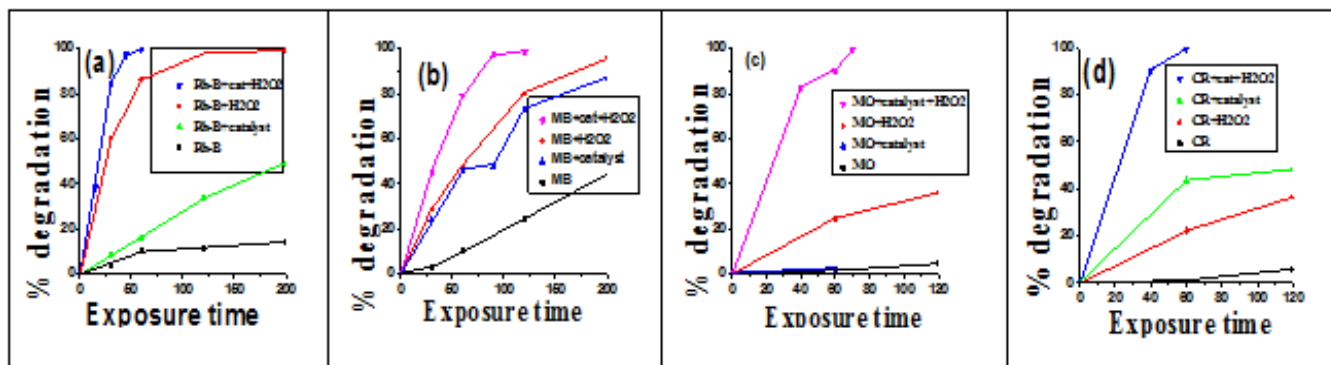 (a)
Rh-B+cat+H2O2
Rh-B+H2O2
Rh-B+catalyst
Rh-B
% degradation
100
80
60
40
20
0
0 50 100 150 200
Exposure time
(b)
MB+cat+H2O2
MB+H2O2
MB+catalyst
MB
% degradation
100
80
60
40
20
0
0 50 100 150 200
Exposure time
(c)
MO+catalyst+H2O2
MO+H2O2
MO+catalyst
MO
% degradation
100
80
60
40
20
0
0 20 40 60 80 100 120
Exposure time
(d)
CR+cat+H2O2
CR+catalyst
CR+H2O2
CR
% degradation
100
80
60
40
20
0
0 20 40 60 80 100 120
Exposure time